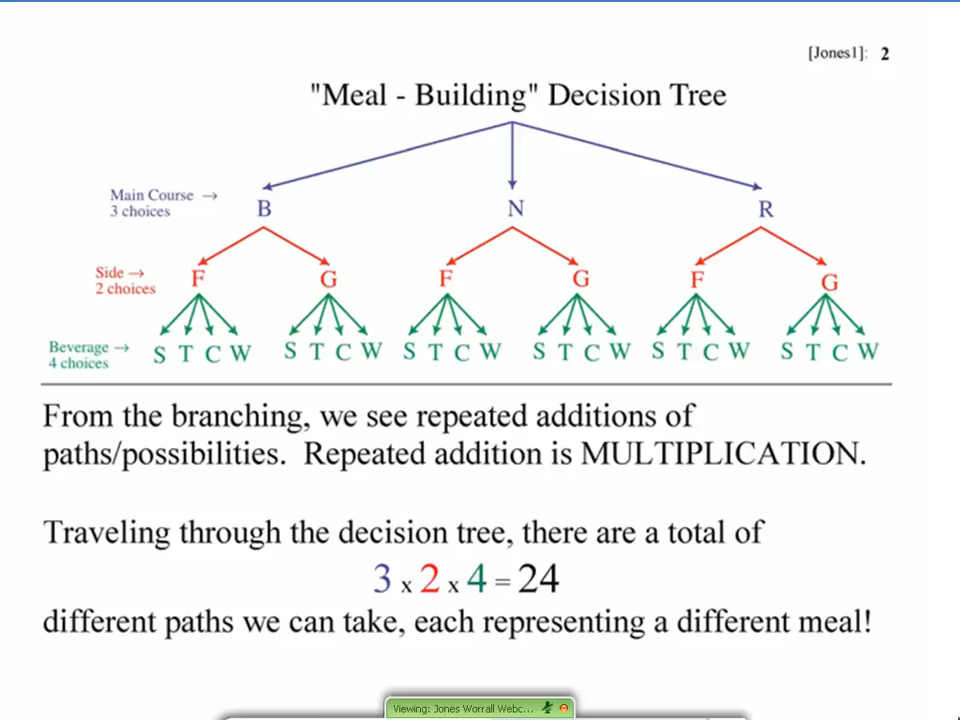 [Jones1]: 2
"Meal - Building" Decision Tree
Main Course →
3 choices
B N R
Side →
2 choices
F G F G F G
Beverage →
4 choices
S T C W S T C W S T C W S T C W S T C W S T C W
From the branching, we see repeated additions of
paths/possibilities. Repeated addition is MULTIPLICATION.
Traveling through the decision tree, there are a total of
3 x 2 x 4 = 24
different paths we can take, each representing a different meal!
Viewing: Jones Worrall Webc...